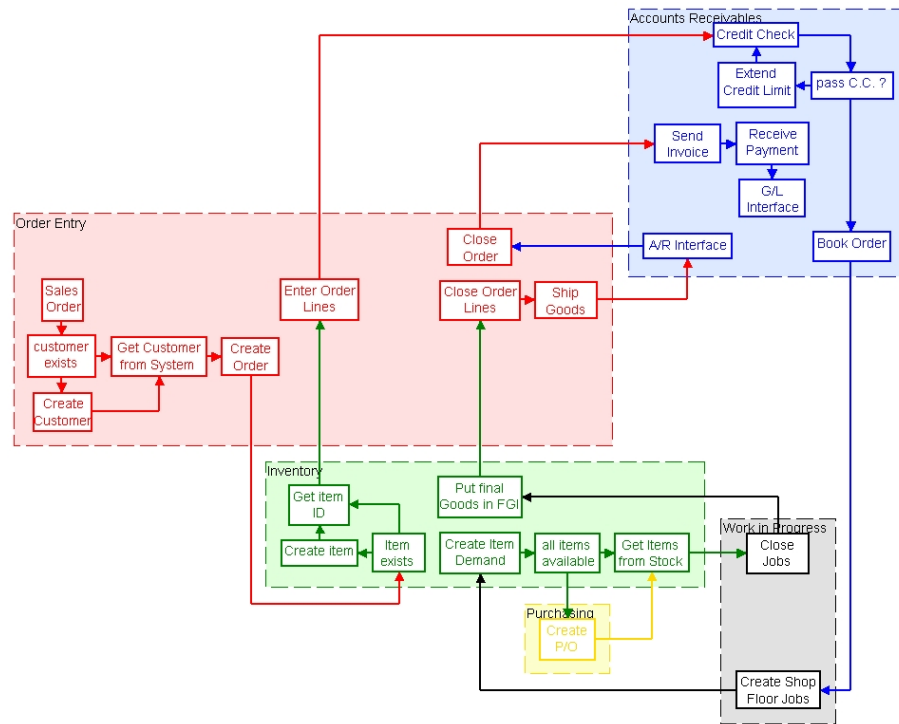 Accounts Receivables
Credit Check
Extend
Credit Limit
pass C.C. ?
Send
Invoice
Receive
Payment
G/L
Interface
Order Entry
Close
Order
A/R Interface
Book Order
Sales
Order
Enter Order
Lines
Close Order
Lines
Ship
Goods
customer
exists
Get Customer
from System
Create
Order
Create
Customer
Inventory
Get item
ID
Put final
Goods in FGI
Create item
Item
exists
Create Item
Demand
all items
available
Get Items
from Stock
Work in Progress
Close
Jobs
Purchasing
Create
P/O
Create Shop
Floor Jobs